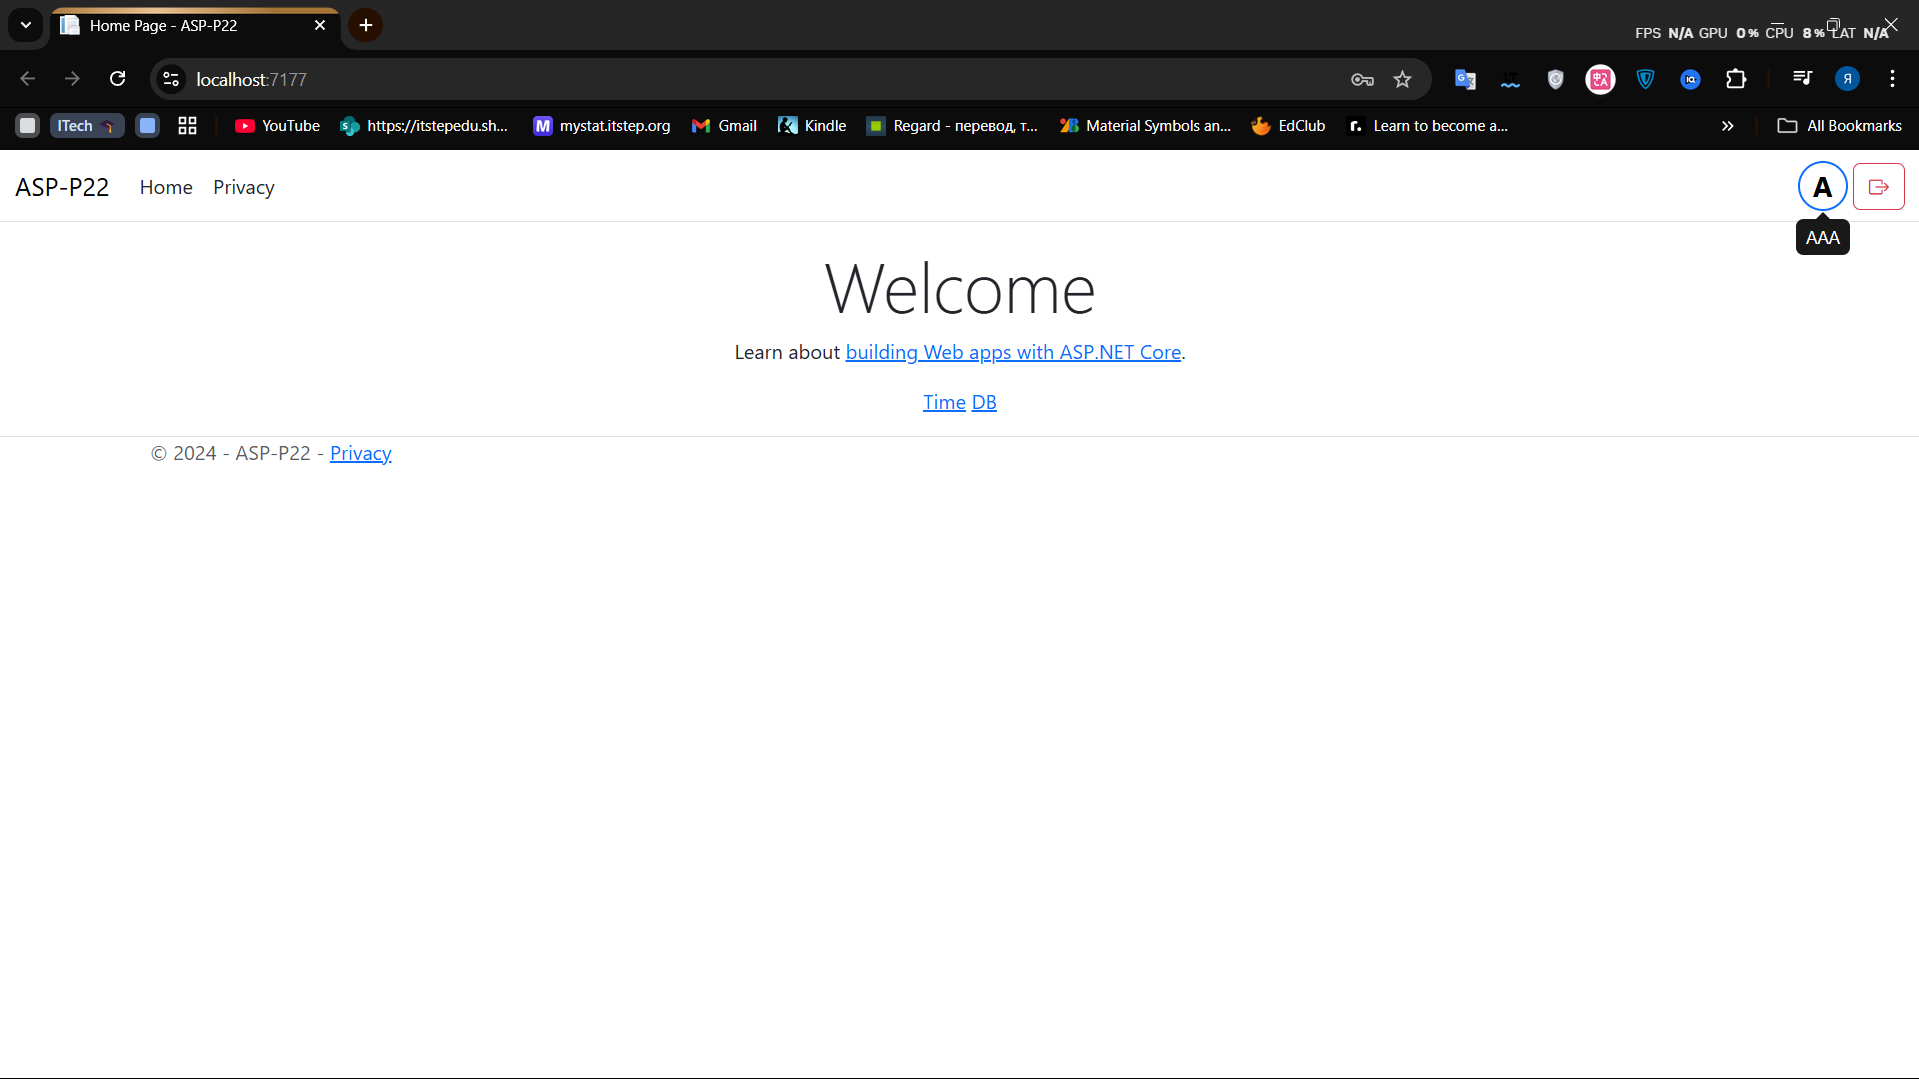 Home Page - ASP-P22
FPS N/A GPU 0% CPU 8% LAT N/A
localhost:7177
Я
ITech
YouTube
https://itstepedu.sh...
mystat.itstep.org
Gmail
Kindle
Regard - перевод, т...
Material Symbols an...
EdClub
Learn to become a...
All Bookmarks
ASP-P22 Home Privacy
A
AAA
Welcome
Learn about building Web apps with ASP.NET Core.
Time DB
© 2024 - ASP-P22 - Privacy